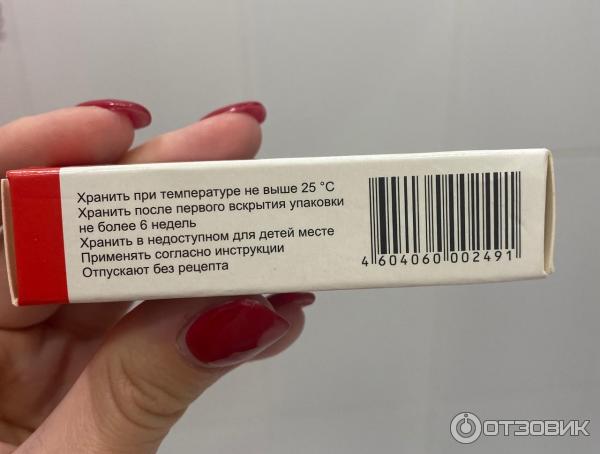 Хранить при температуре не выше 25 °C
Хранить после первого вскрытия упаковки
не более 6 недель
Хранить в недоступном для детей месте
Применять согласно инструкции
Отпускают без рецепта
4 604060 002491
ОТЗОВИК